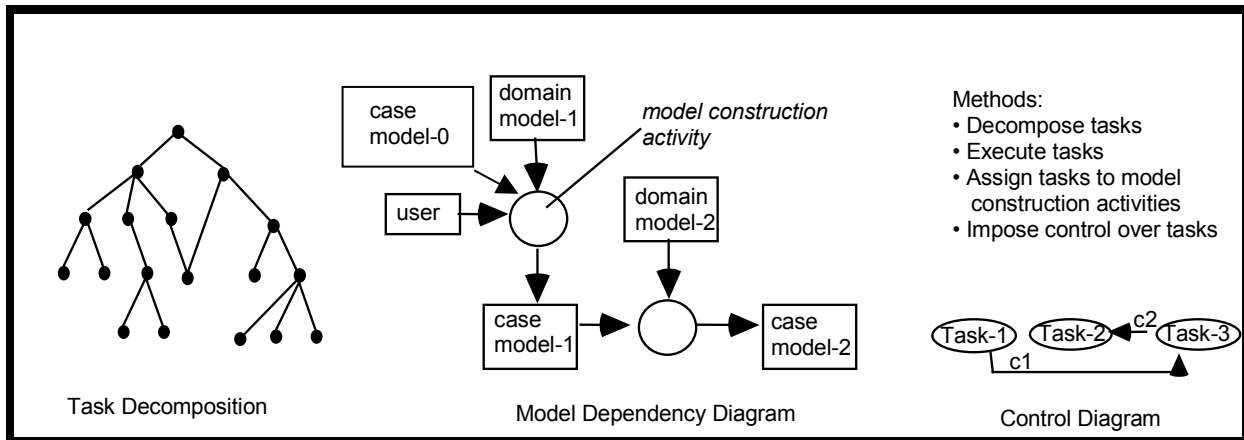 case
model-0
domain
model-1
model construction
activity
user
domain
model-2
case
model-1
case
model-2
Task Decomposition
Model Dependency Diagram
Methods:
• Decompose tasks
• Execute tasks
• Assign tasks to model
construction activities
• Impose control over tasks
Task-1
Task-2
c2
Task-3
c1
Control Diagram